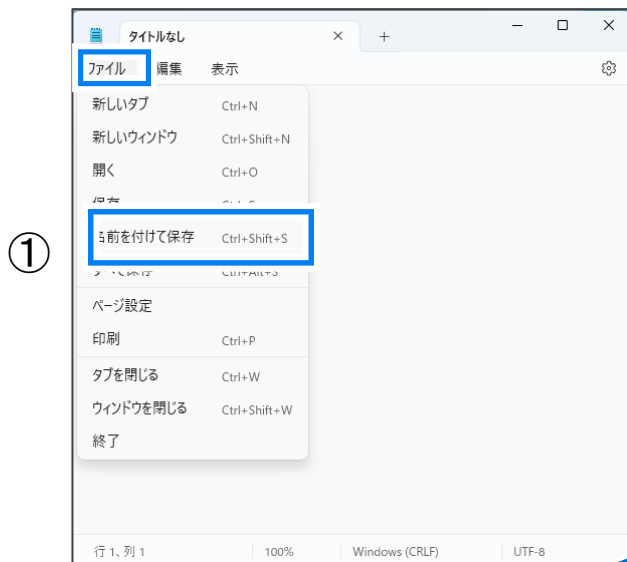 タイトルなし
ファイル 編集 表示
新しいタブ Ctrl+N
新しいウィンドウ Ctrl+Shift+N
開く Ctrl+O
①
名前を付けて保存 Ctrl+Shift+S
ページ設定
印刷 Ctrl+P
タブを閉じる Ctrl+W
ウィンドウを閉じる Ctrl+Shift+W
終了
行 1、列 1 100% Windows (CRLF) UTF-8